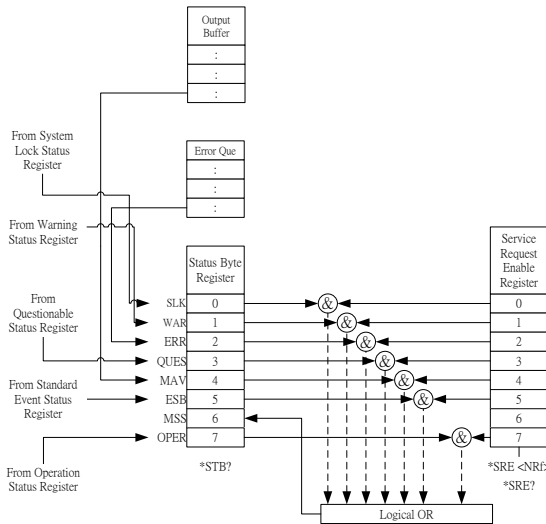 Output
Buffer
:
:
:
From System
Lock Status
Register
Error Que
:
:
:
From Warning
Status Register
Status Byte
Register
Service
Request
Enable
Register
SLK 0 & 0
WAR 1 & 1
ERR 2 & 2
QUES 3 & 3
MAV 4 & 4
ESB 5 & 5
MSS 6 6
OPER 7 & 7
From
Questionable
Status Register
From Standard
Event Status
Register
From Operation
Status Register
*STB?
*SRE <NRf>
*SRE?
Logical OR